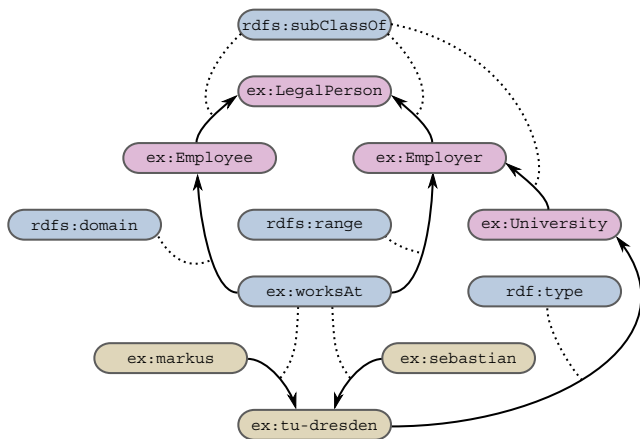 rdfs:subClassOf
ex:LegalPerson
ex:Employee
ex:Employer
rdfs:domain
rdfs:range
ex:University
ex:worksAt
rdf:type
ex:markus
ex:sebastian
ex:tu-dresden